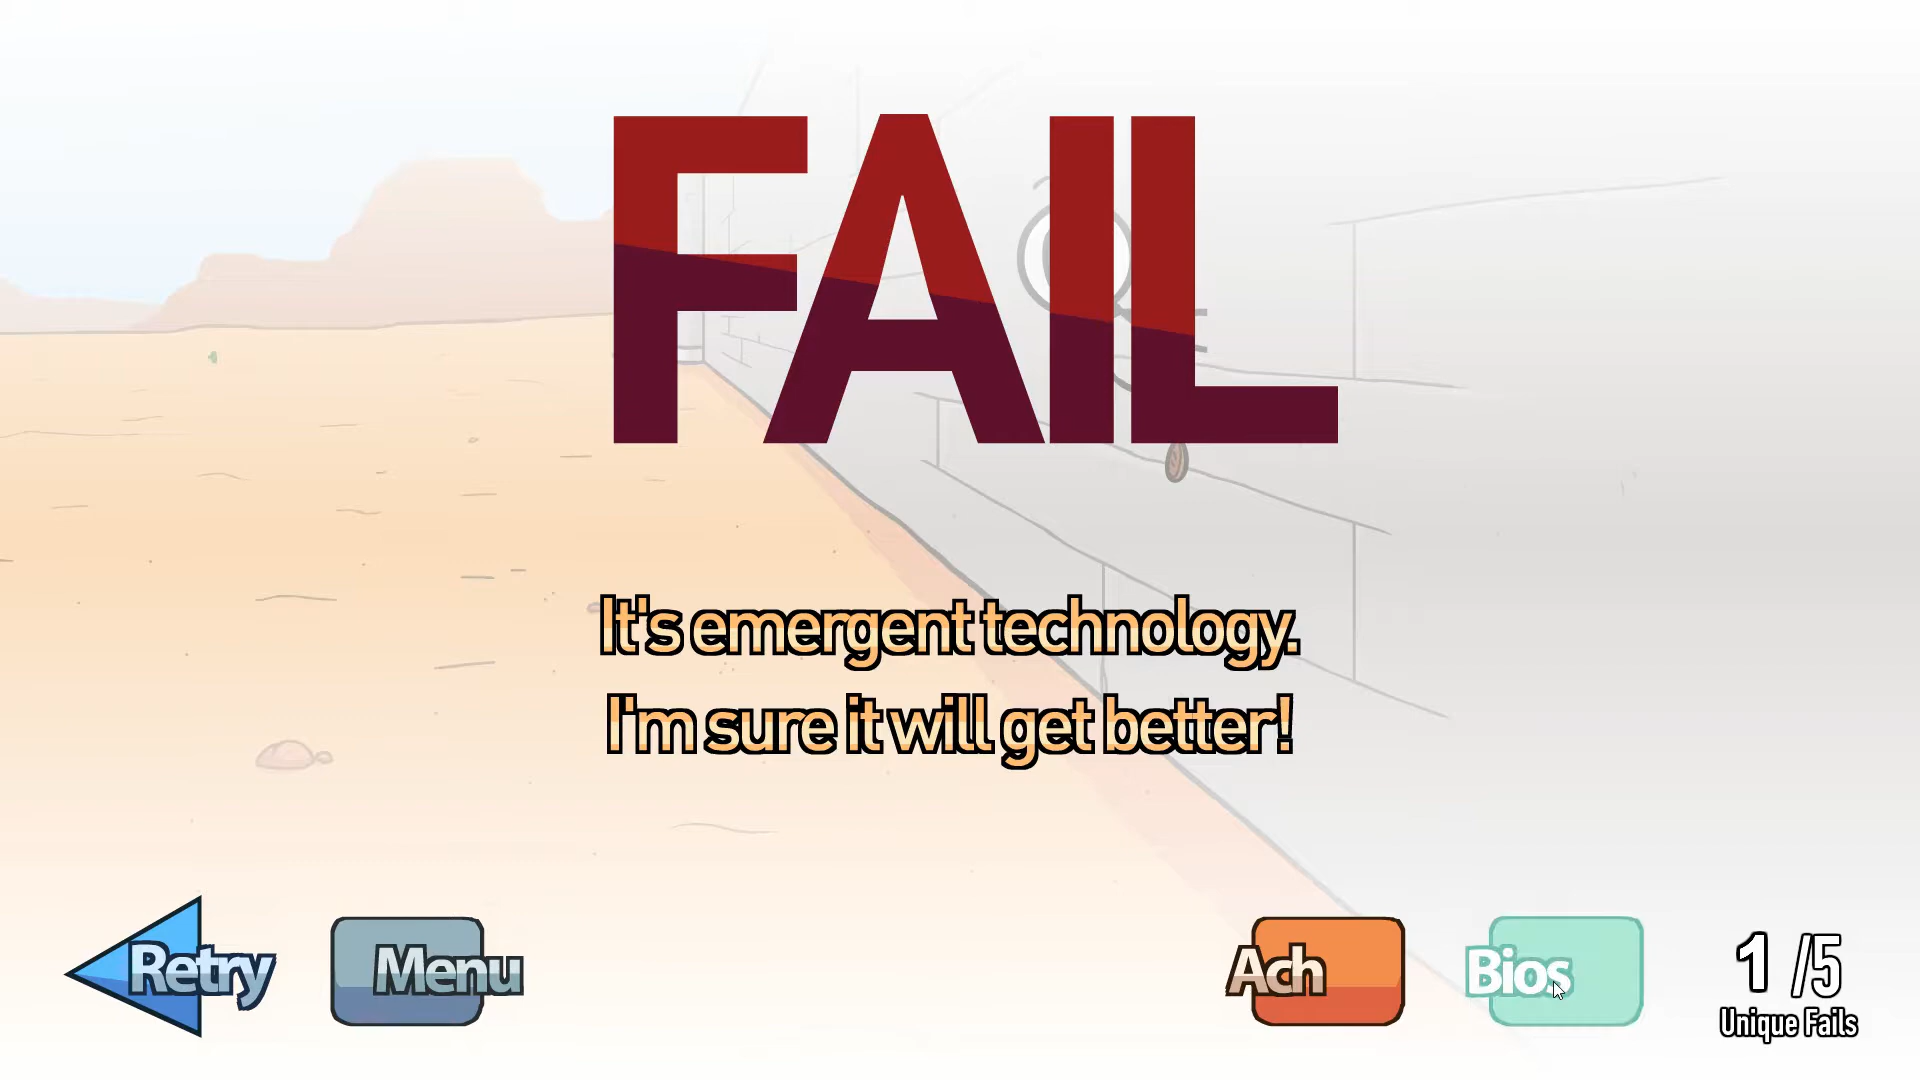 FAIL
It's emergent technology.
I'm sure it will get better!
Retry
Menu
Ach
Bios
1 /5
Unique Fails